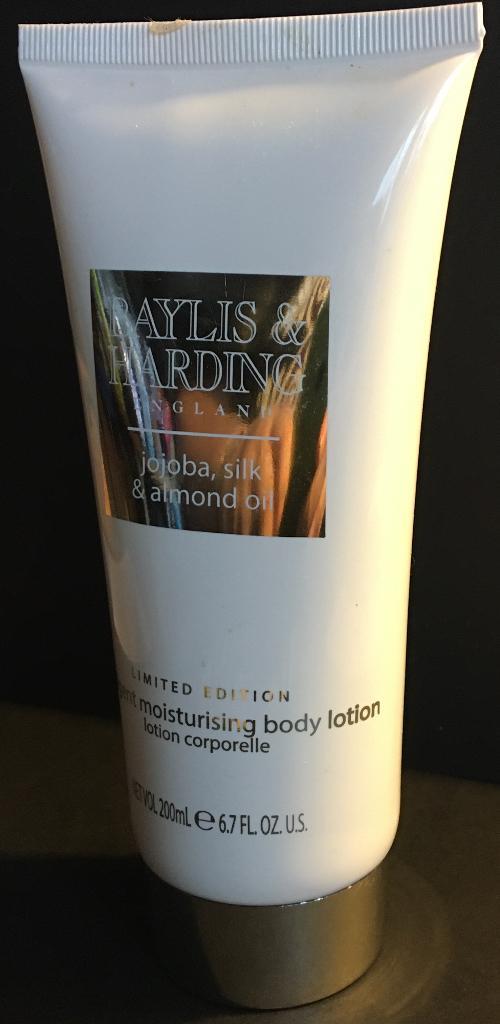 BAYLIS &
HARDING
ENGLAND
jojoba, silk
& almond oil
LIMITED EDITION
moisturising body lotion
lotion corporelle
NET VOL 200mL e 6.7 FL. OZ. U.S.